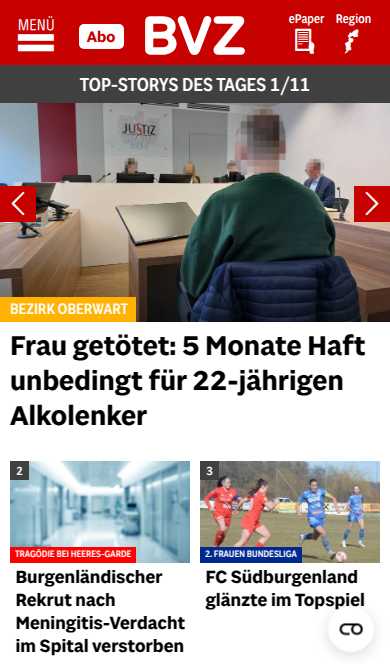 MENÜ
Abo
BVZ
ePaper
Region
TOP-STORYS DES TAGES 1/11
JUSTIZ
BEZIRK OBERWART
Frau getötet: 5 Monate Haft
unbedingt für 22-jährigen
Alkolenker
2
TRAGÖDIE BEI HEERES-GARDE
Burgenländischer
Rekrut nach
Meningitis-Verdacht
im Spital verstorben
3
2. FRAUEN BUNDESLIGA
FC Südburgenland
glänzte im Topspiel